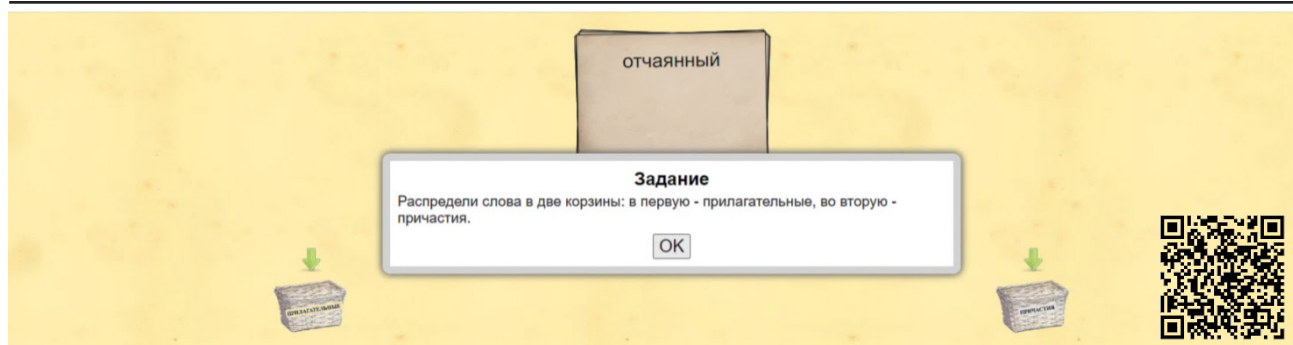 отчаянный
Задание
Распредели слова в две корзины: в первую - прилагательные, во вторую -
причастия.
OK
ПРИЛАГАТЕЛЬНЫЕ
ПРИЧАСТИЯ